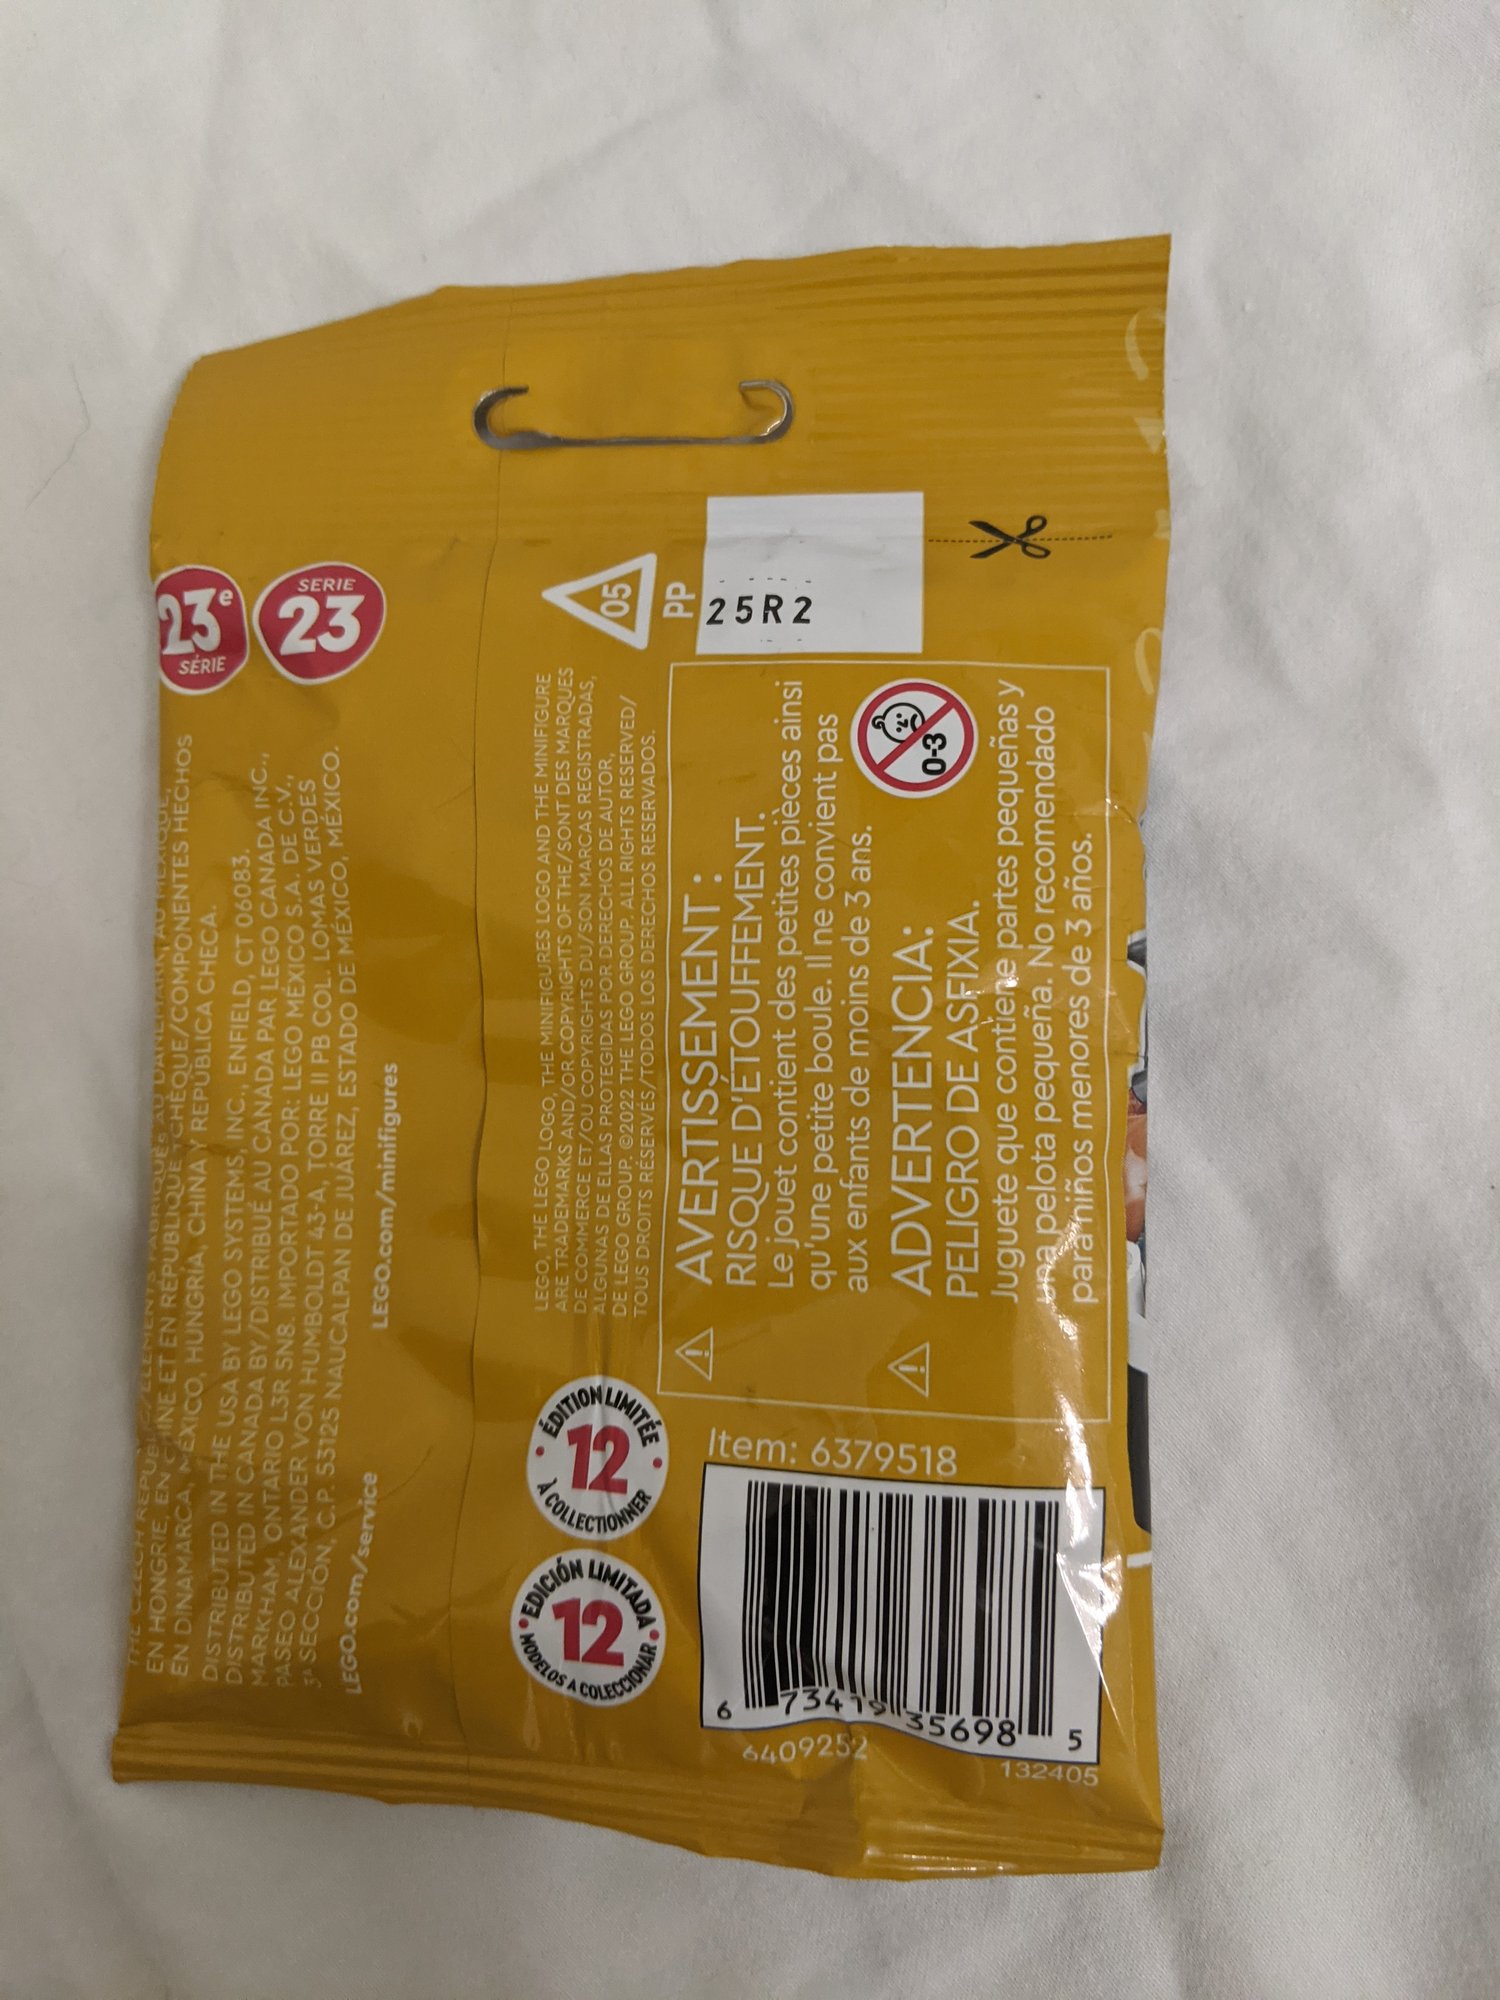 23e
SÉRIE
SERIE
23
EN HONGRIE, EN CHINE ET EN RÉPUBLIQUE TCHÈQUE/COMPONENTES HECHOS
EN DINAMARCA, MÉXICO, HUNGRÍA, CHINA Y REPÚBLICA CHECA.
DISTRIBUTED IN THE USA BY LEGO SYSTEMS, INC., ENFIELD, CT 06083.
DISTRIBUTED IN CANADA BY/DISTRIBUÉ AU CANADA PAR LEGO CANADA INC.,
MARKHAM, ONTARIO L3R 5N8. IMPORTADO POR: LEGO MEXICO S.A. DE C.V.,
PASEO ALEXANDER VON HUMBOLDT 43-A, TORRE II PB COL. LOMAS VERDES
3ª SECCIÓN, C.P. 53125 NAUCALPAN DE JUÁREZ, ESTADO DE MÉXICO, MÉXICO.
LEGO.com/service LEGO.com/minifigures
05
PP
25R2
LEGO, THE LEGO LOGO, THE MINIFIGURES LOGO AND THE MINIFIGURE
ARE TRADEMARKS AND/OR COPYRIGHTS OF THE/SONT DES MARQUES
DE COMMERCE ET/OU COPYRIGHTS DU/SON MARCAS REGISTRADAS,
ALGUNAS DE ELLAS PROTEGIDAS POR DERECHOS DE AUTOR,
DE LEGO GROUP. ©2022 THE LEGO GROUP. ALL RIGHTS RESERVED/
TOUS DROITS RÉSERVÉS/TODOS LOS DERECHOS RESERVADOS.
ÉDITION LIMITÉE
12
À COLLECTIONNER
EDICIÓN LIMITADA
12
MODELOS A COLECCIONAR
AVERTISSEMENT :
RISQUE D'ÉTOUFFEMENT.
Le jouet contient des petites pièces ainsi
qu'une petite boule. Il ne convient pas
aux enfants de moins de 3 ans.
0-3
ADVERTENCIA:
PELIGRO DE ASFIXIA.
Juguete que contiene partes pequeñas y
una pelota pequeña. No recomendado
para niños menores de 3 años.
Item: 6379518
6 73419 35698 5
6409252
132405